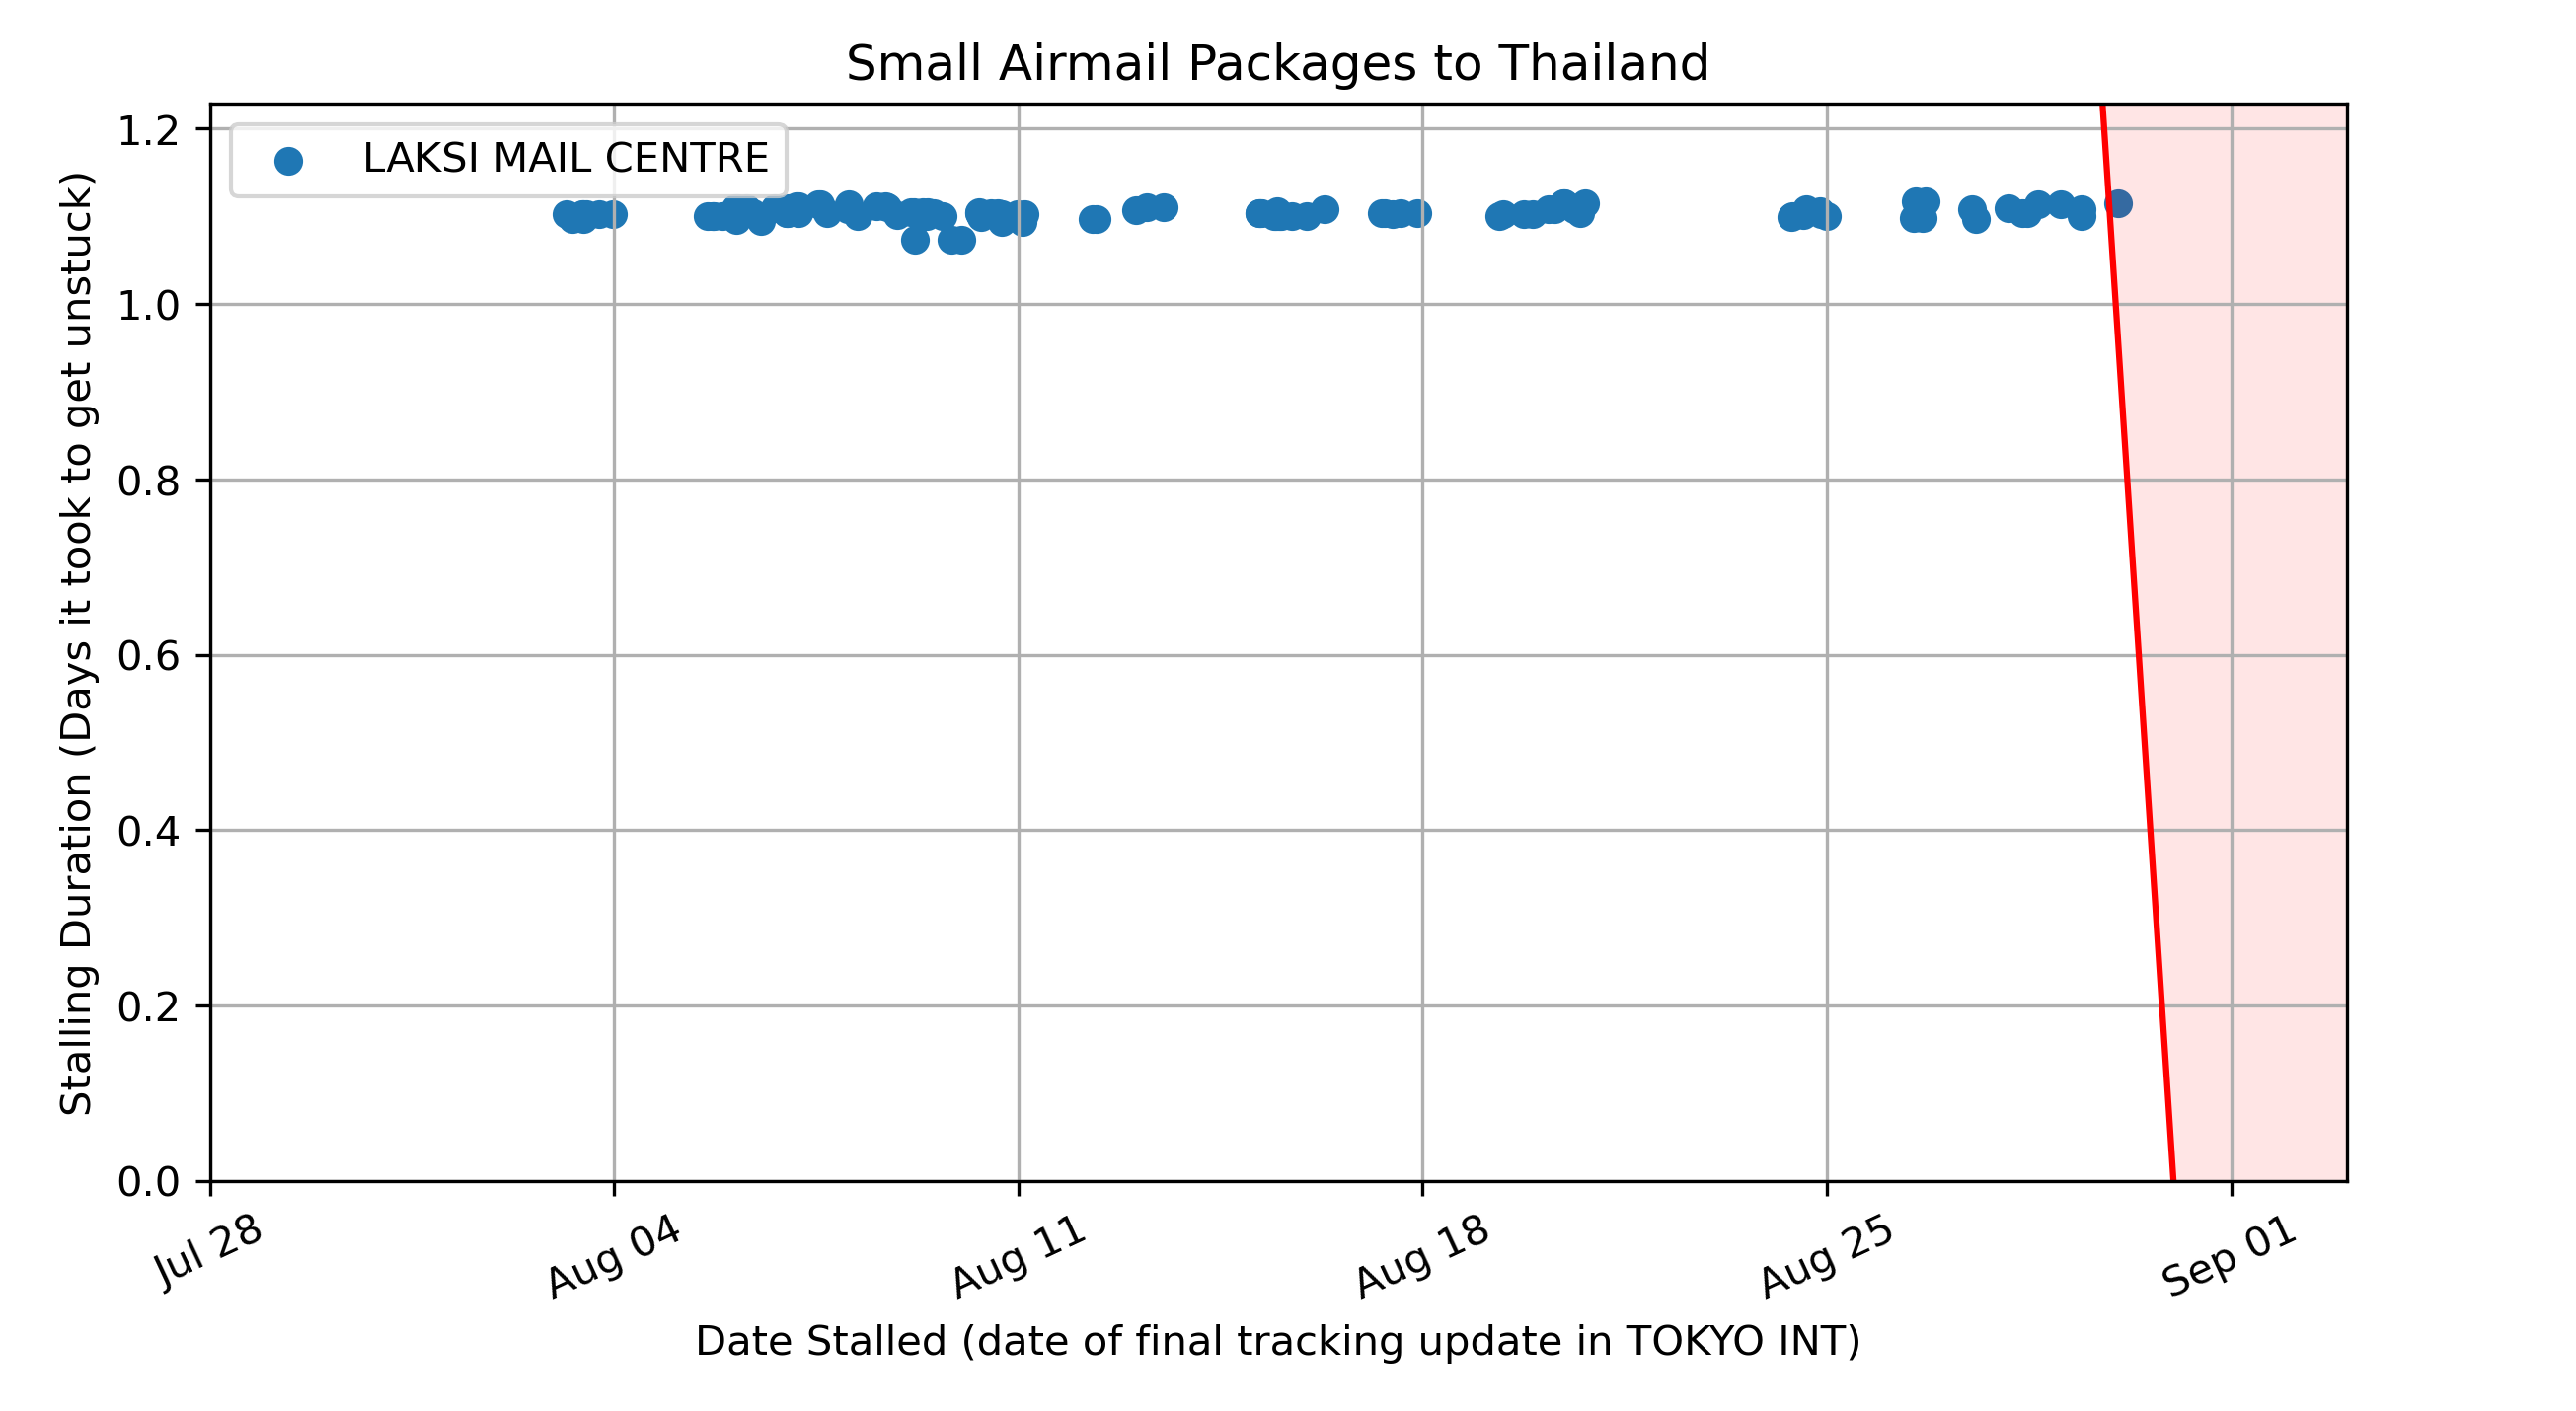 Small Airmail Packages to Thailand
LAKSI MAIL CENTRE
Stalling Duration (Days it took to get unstuck)
1.2
1.0
0.8
0.6
0.4
0.2
0.0
Jul 28
Aug 04
Aug 11
Aug 18
Aug 25
Sep 01
Date Stalled (date of final tracking update in TOKYO INT)